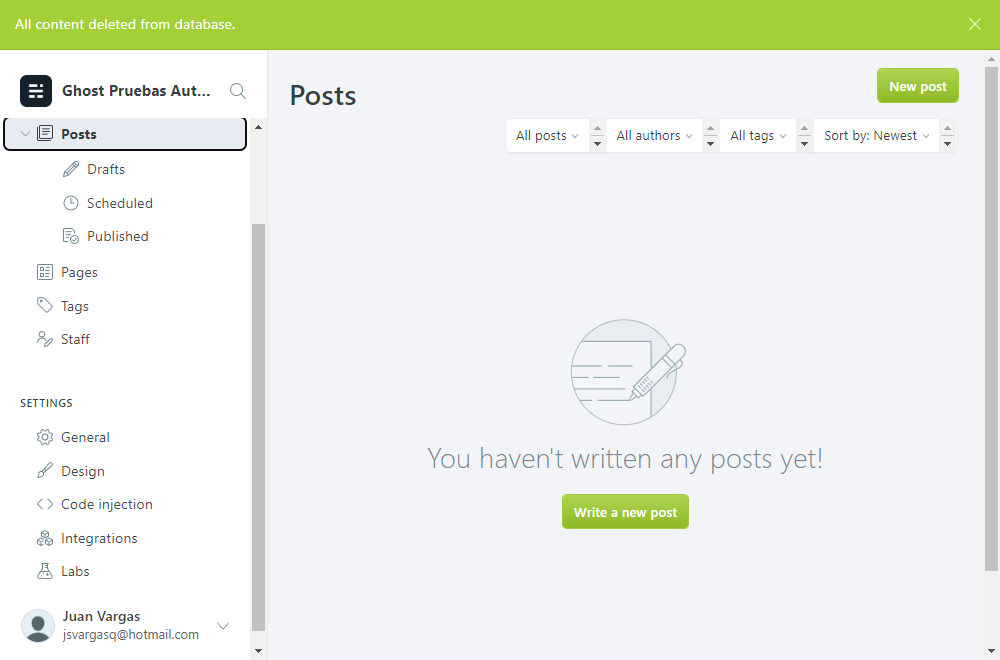 All content deleted from database.
Ghost Pruebas Aut...
Posts
Drafts
Scheduled
Published
Pages
Tags
Staff
SETTINGS
General
Design
Code injection
Integrations
Labs
Juan Vargas
jsvargasq@hotmail.com
Posts
New post
All posts
All authors
All tags
Sort by: Newest
You haven't written any posts yet!
Write a new post